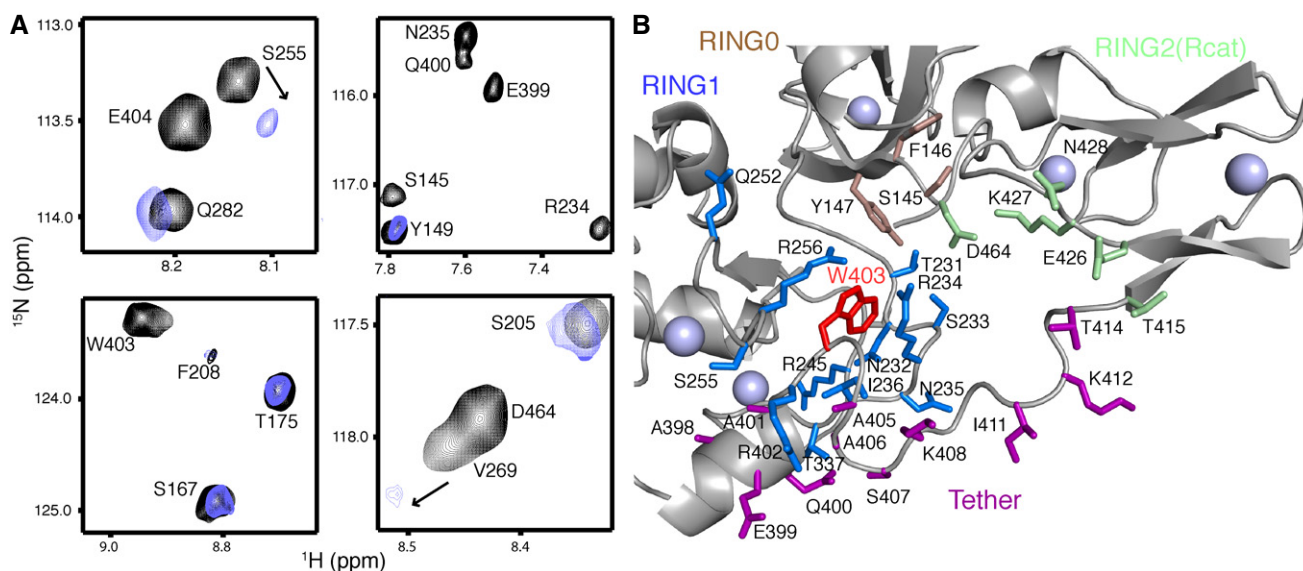 A
113.0
113.5
114.0
S255
E404
Q282
8.2
8.1
116.0
117.0
N235
Q400
E399
S145
Y149
R234
7.8
7.6
7.4
15N (ppm)
124.0
125.0
W403
F208
T175
S167
9.0
8.8
117.5
118.0
S205
D464
V269
8.5
8.4
1H (ppm)
B
RING0
RING1
RING2(Rcat)
F146
N428
Q252
S145
K427
Y147
D464
E426
R256
T231
W403
R234
S233
T414
T415
S255
R245
N232
I236
N235
K412
A401
A405
I411
A398
R402
T337
A406
K408
Q400
S407
E399
Tether